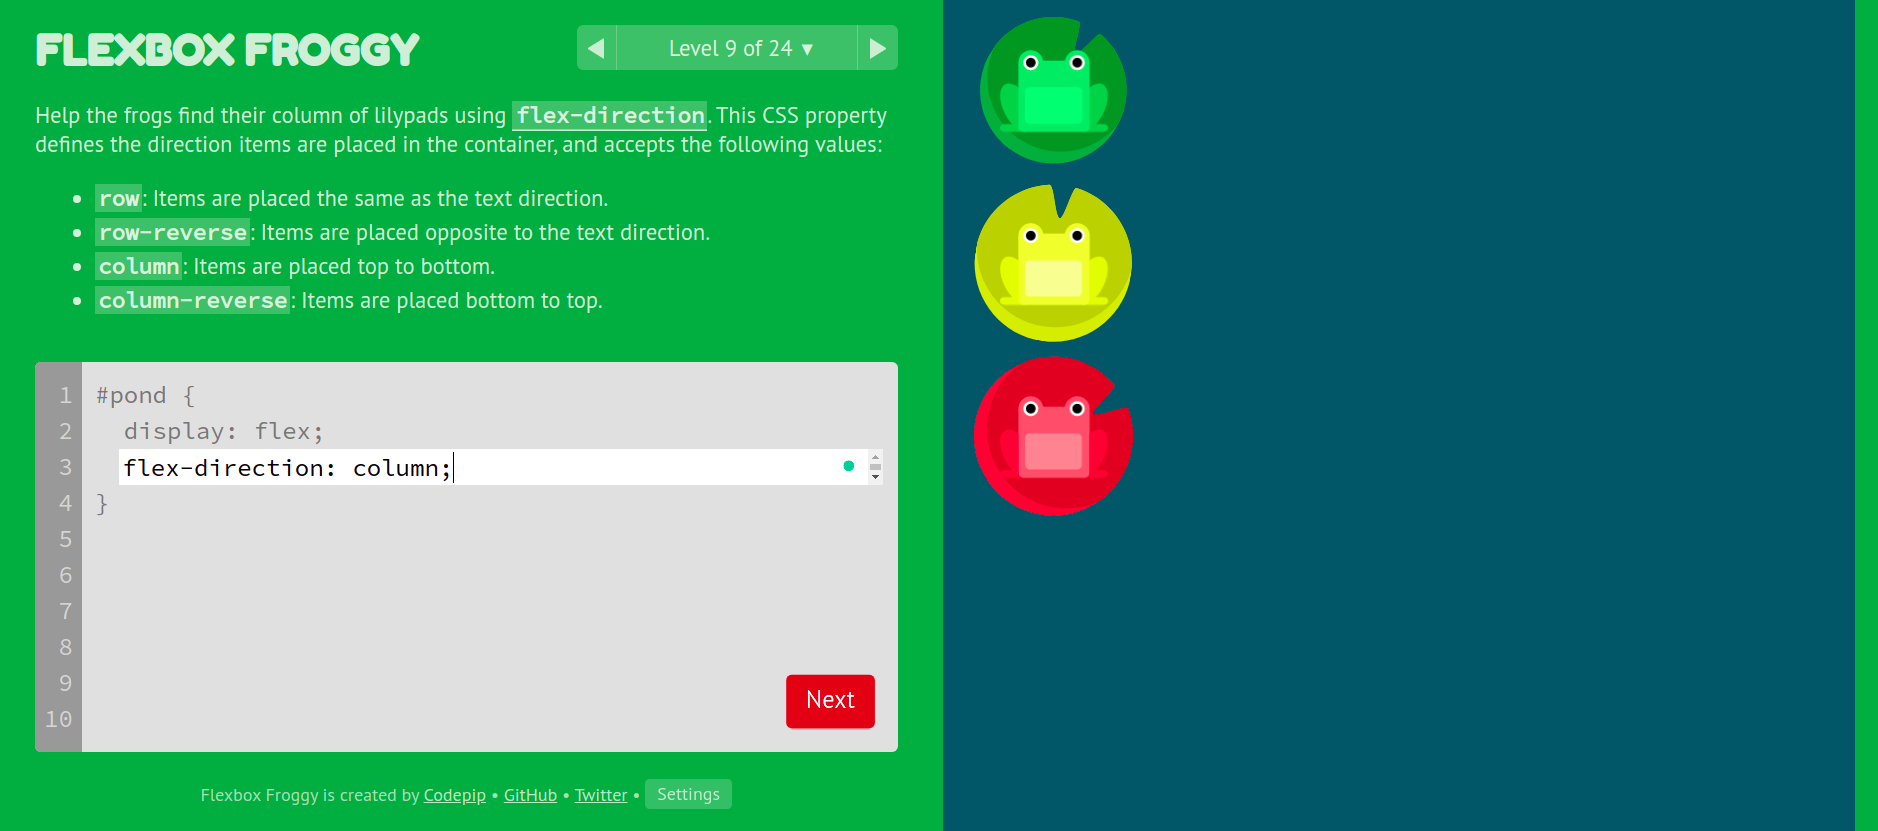 FLEXBOX FROGGY
Level 9 of 24 ▼
Help the frogs find their column of lilypads using flex-direction. This CSS property
defines the direction items are placed in the container, and accepts the following values:
• row: Items are placed the same as the text direction.
• row-reverse: Items are placed opposite to the text direction.
• column: Items are placed top to bottom.
• column-reverse: Items are placed bottom to top.
1 #pond {
2 display: flex;
3 flex-direction: column;
4 }
5
6
7
8
9
10
Next
Flexbox Froggy is created by Codepip • GitHub • Twitter • Settings